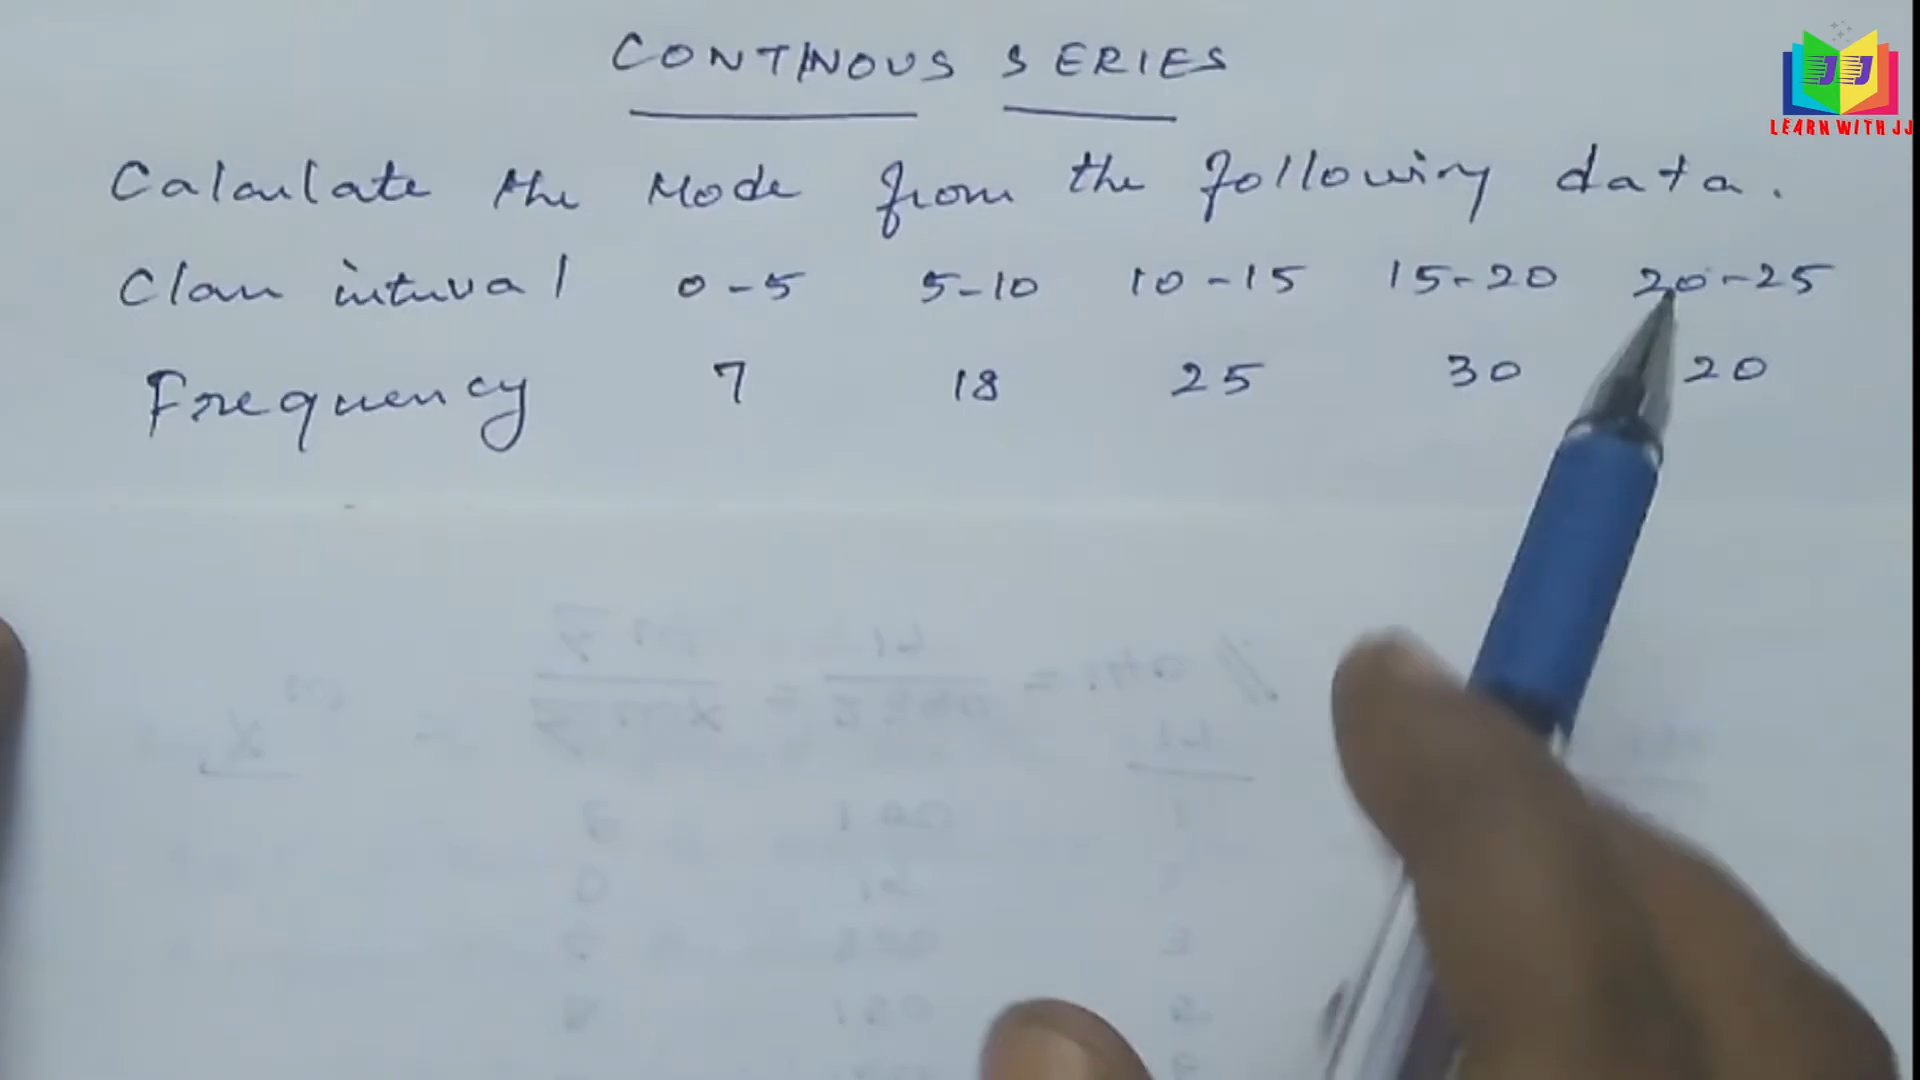 CONTINOUS SERIES
LEARN WITH JJ
Calculate the Mode from the following data.
Class interval 0-5 5-10 10-15 15-20 20-25
Frequency 7 18 25 30 20